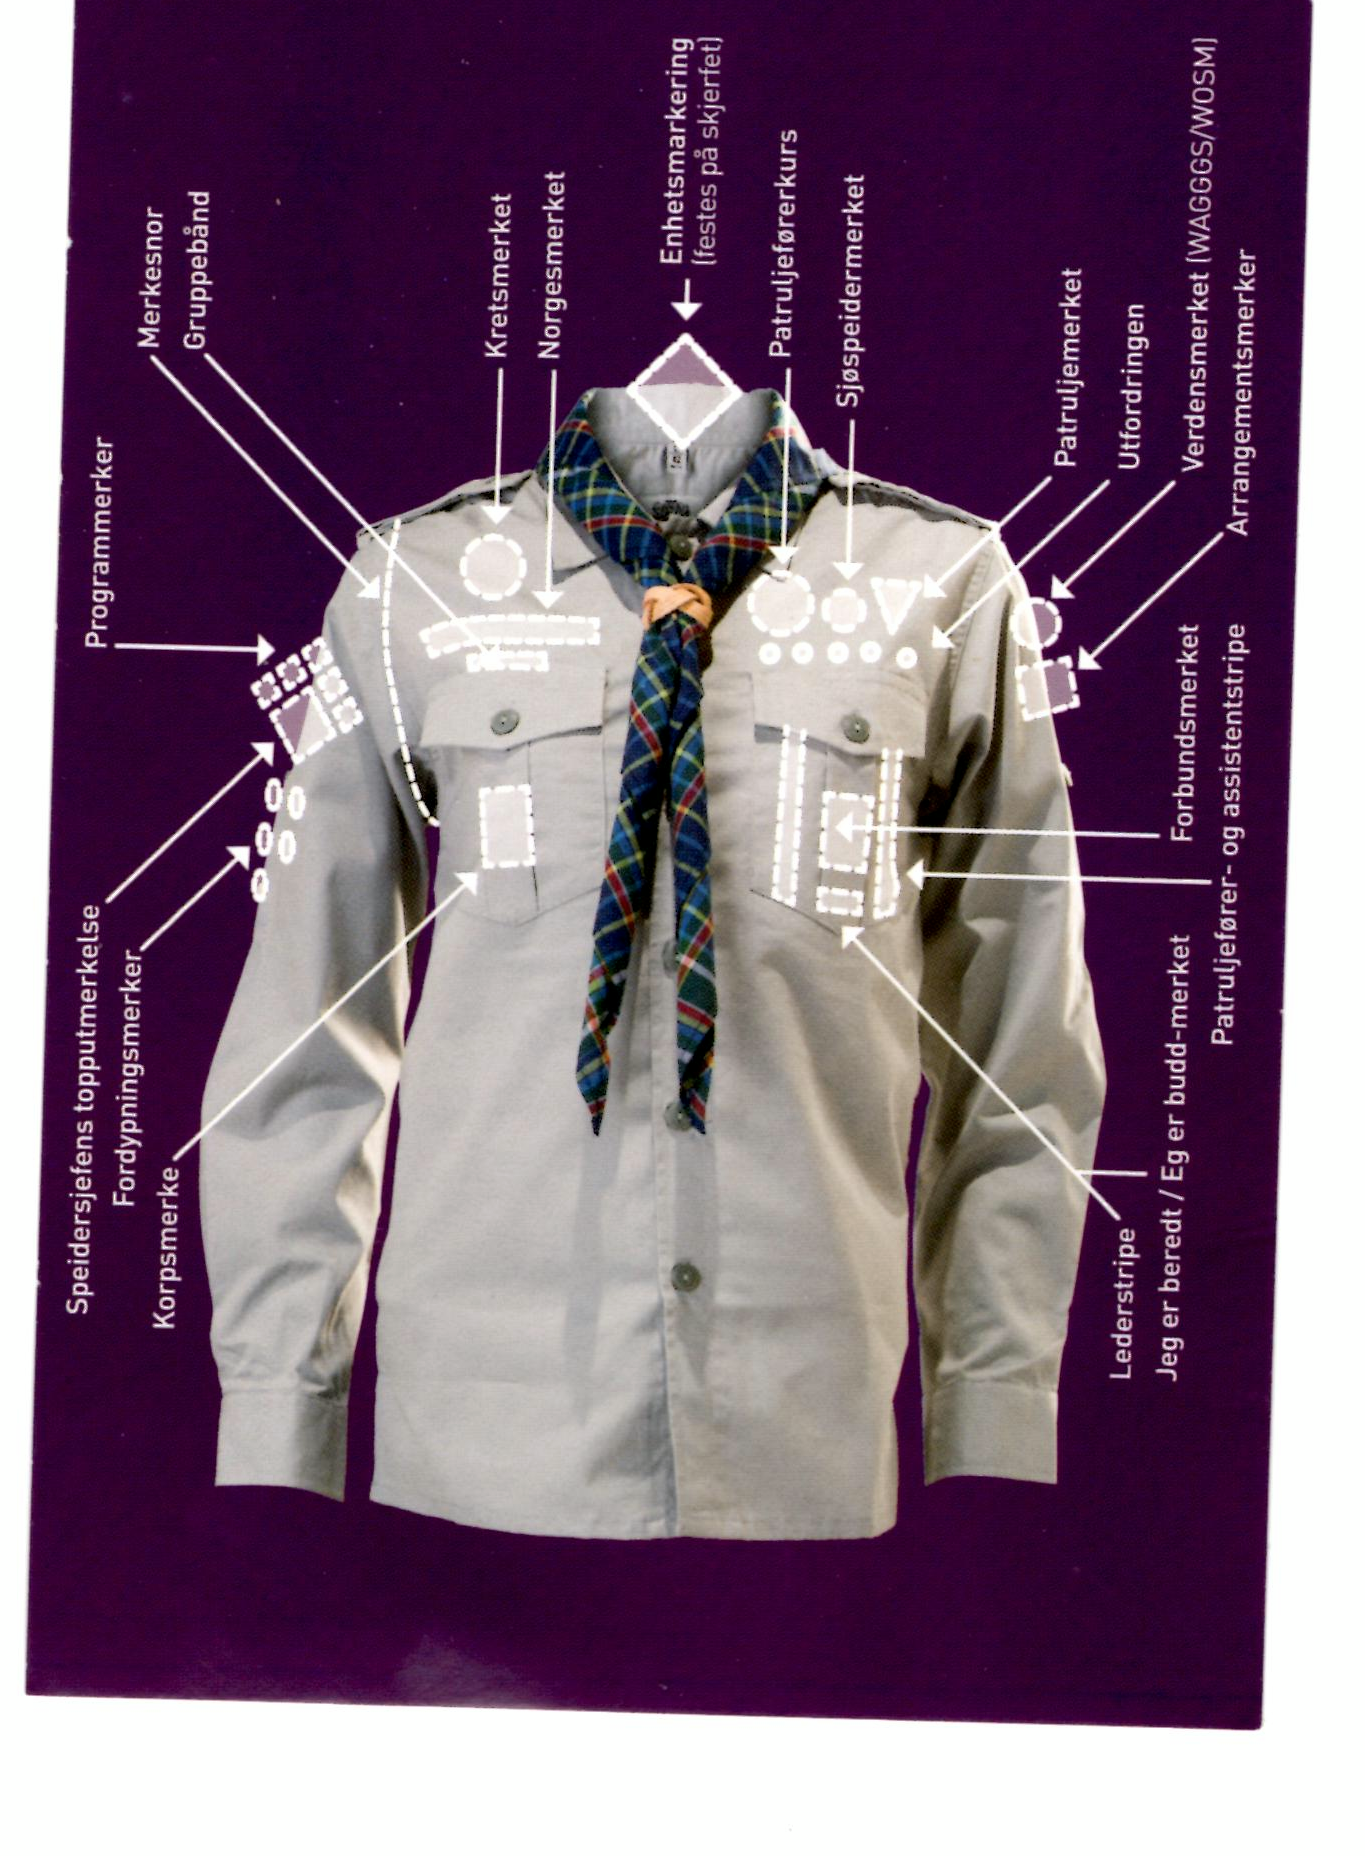 Merkesnor
Gruppebånd
Programmerker
Kretsmerket
Norgesmerket
Enhetsmarkering
(festes på skjerfet)
Patruljeførerkurs
Sjøspeidermerket
Patruljemerket
Utfordringen
Verdensmerket (WAGGGS/WOSM)
Arrangementsmerker
Speidersjefens topputmerkelse
Fordypningsmerker
Korpsmerke
Forbundsmerket
Patruljefører- og assistentstripe
Lederstripe
Jeg er beredt / Eg er budd-merket